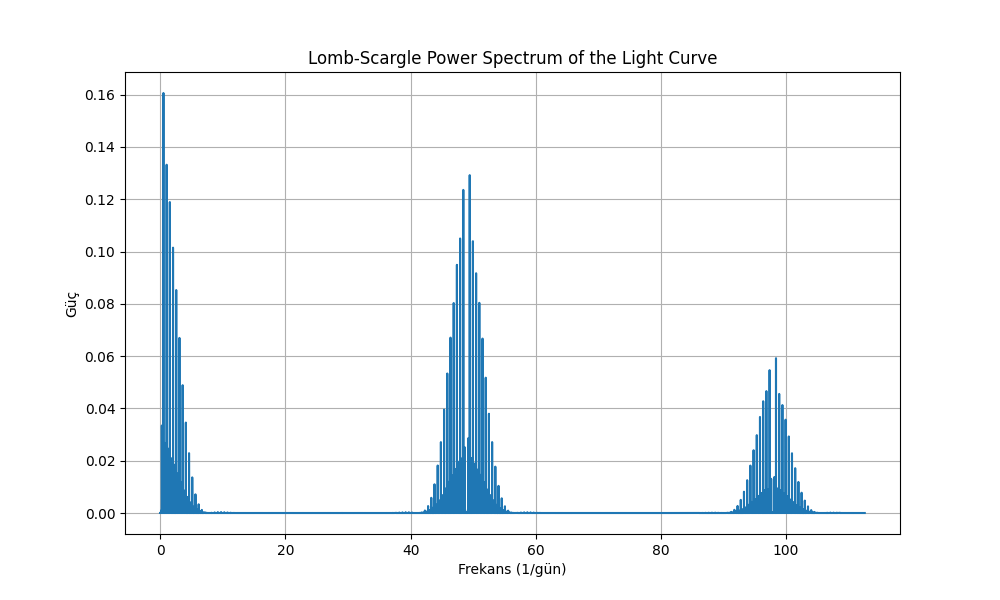 Lomb-Scargle Power Spectrum of the Light Curve
0.16
0.14
0.12
0.10
0.08
0.06
0.04
0.02
0.00
Güç
0 20 40 60 80 100
Frekans (1/gün)